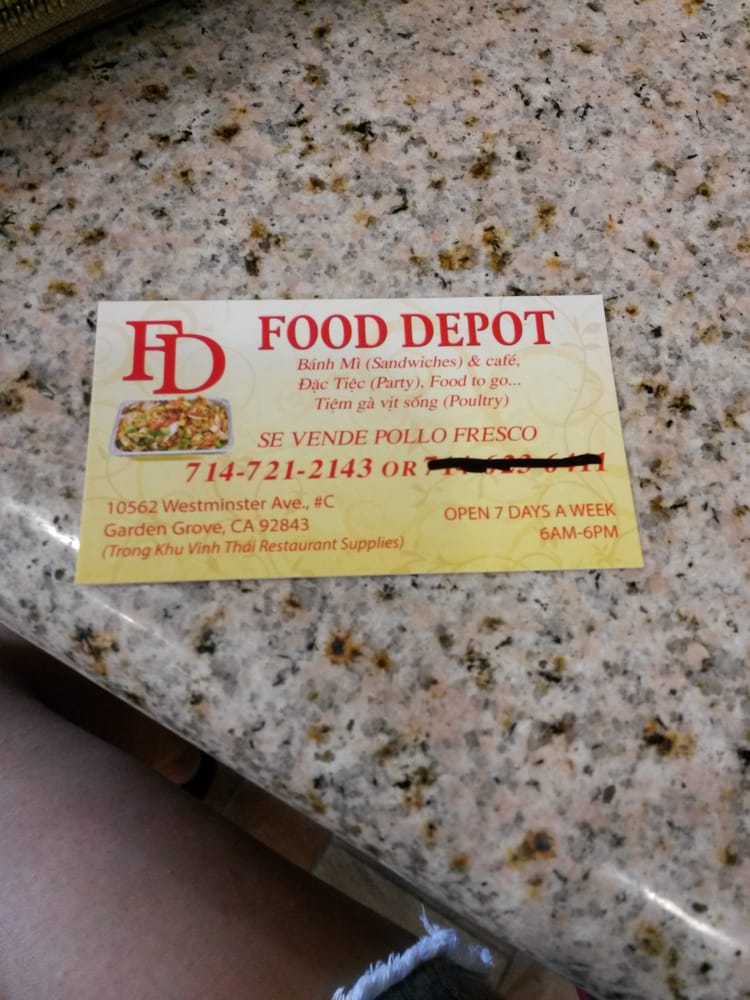 FD
FOOD DEPOT
Bánh Mì (Sandwiches) & café,
Đặc Tiệc (Party), Food to go...
Tiệm gà vịt sống (Poultry)
SE VENDE POLLO FRESCO
714-721-2143 OR
10562 Westminster Ave., #C
Garden Grove, CA 92843
(Trong Khu Vinh Thái Restaurant Supplies)
OPEN 7 DAYS A WEEK
6AM-6PM